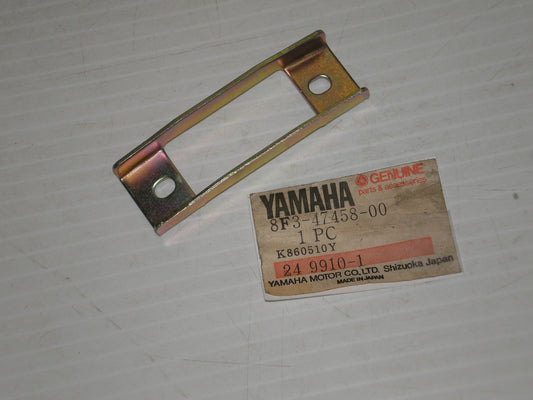 GENUINE
parts & accessories
YAMAHA
8F3-47458-00
1 PC
K860510Y
24 9910-1
YAMAHA MOTOR CO., LTD. Shizuoka Japan
MADE IN JAPAN